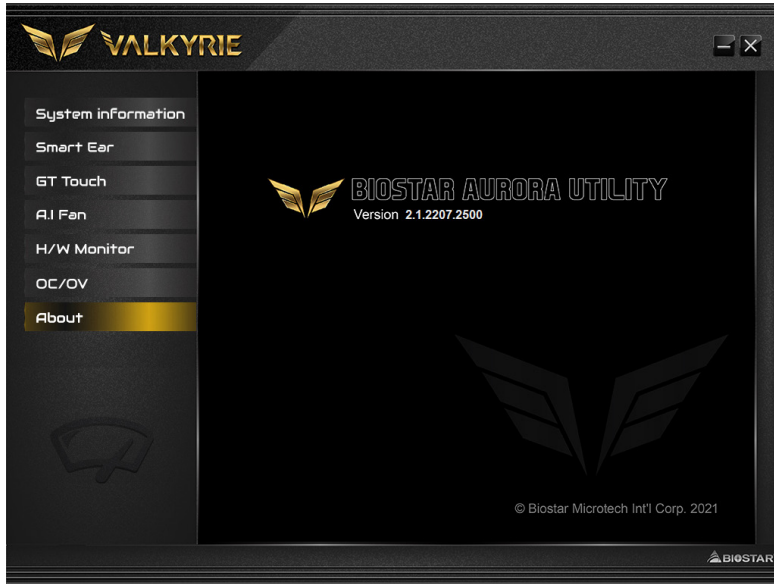 VALKYRIE
System information
Smart Ear
GT Touch
A.I Fan
H/W Monitor
OC/OV
About
BIOSTAR AURORA UTILITY
Version 2.1.2207.2500
© Biostar Microtech Int'l Corp. 2021
BIOSTAR